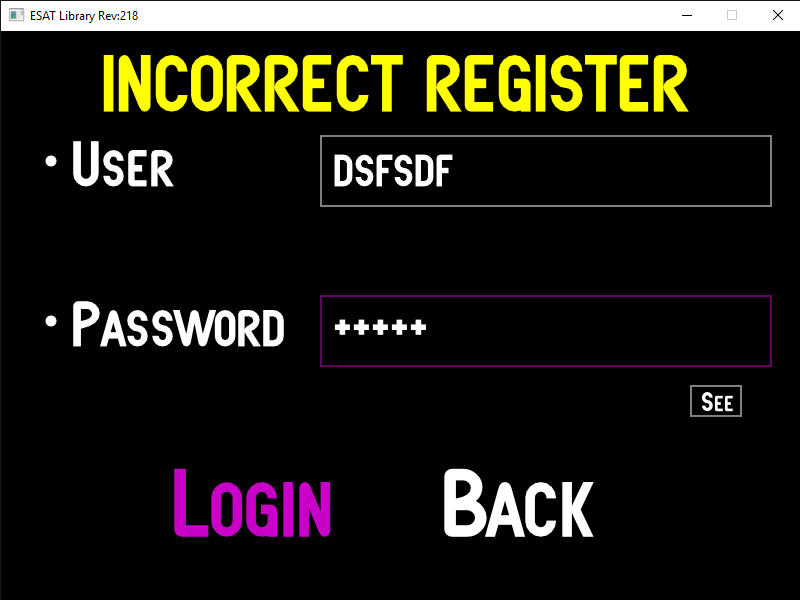 ESAT Library Rev:218
INCORRECT REGISTER
• User
DSFSDF
• Password
+++++
See
Login Back